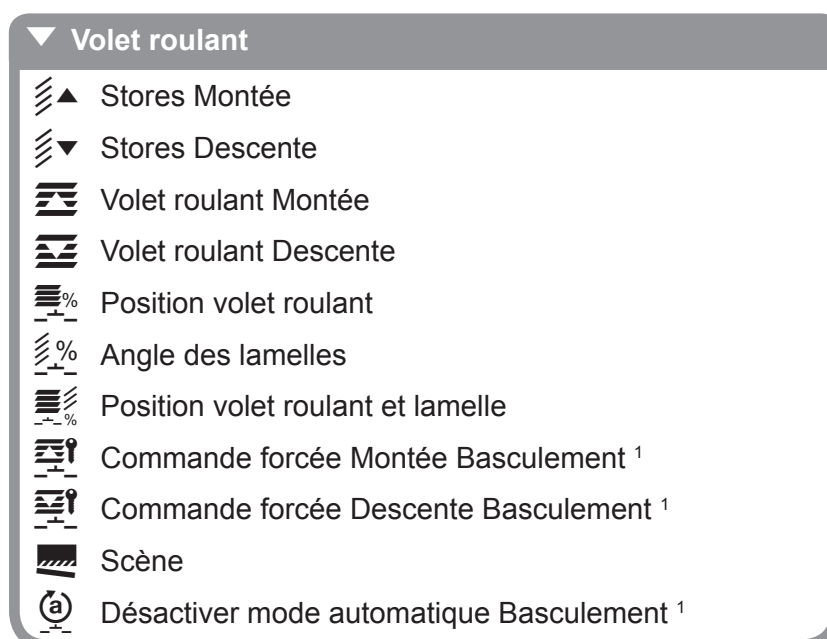 Volet roulant
Stores Montée
Stores Descente
Volet roulant Montée
Volet roulant Descente
% Position volet roulant
% Angle des lamelles
% Position volet roulant et lamelle
Commande forcée Montée Basculement 1
Commande forcée Descente Basculement 1
Scène
a Désactiver mode automatique Basculement 1